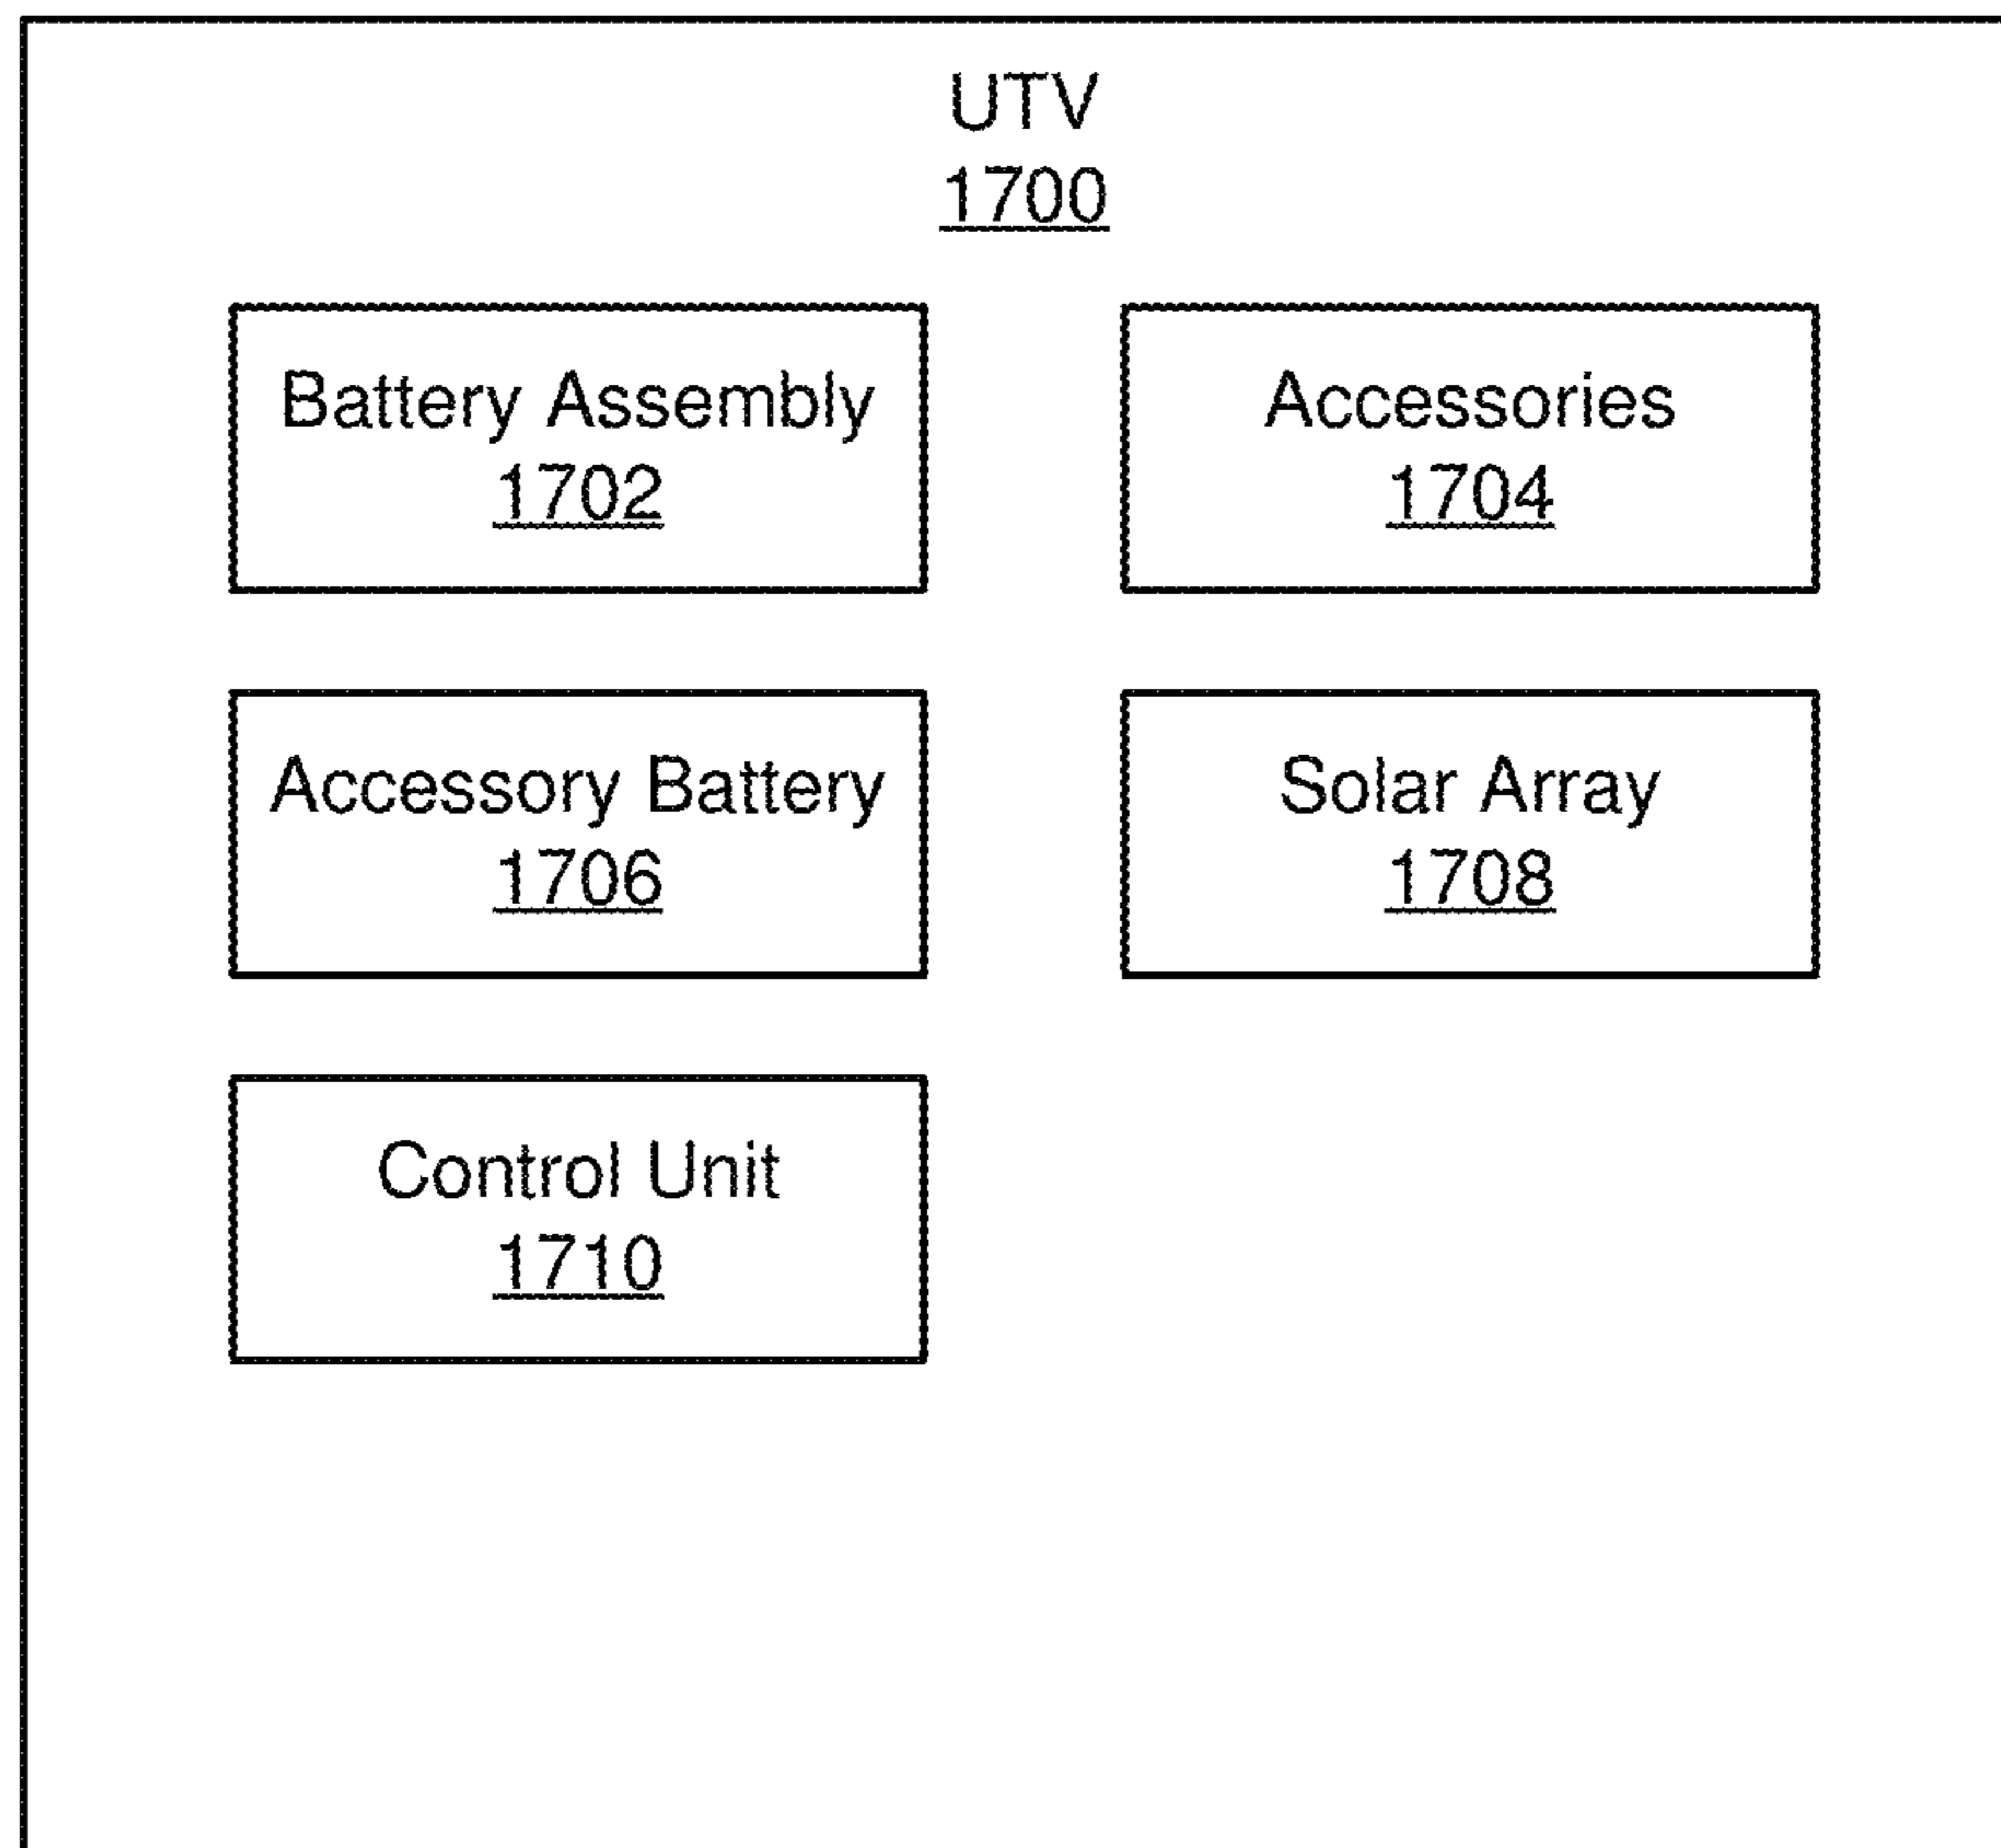 UTV
1700
Battery Assembly
1702
Accessories
1704
Accessory Battery
1706
Solar Array
1708
Control Unit
1710